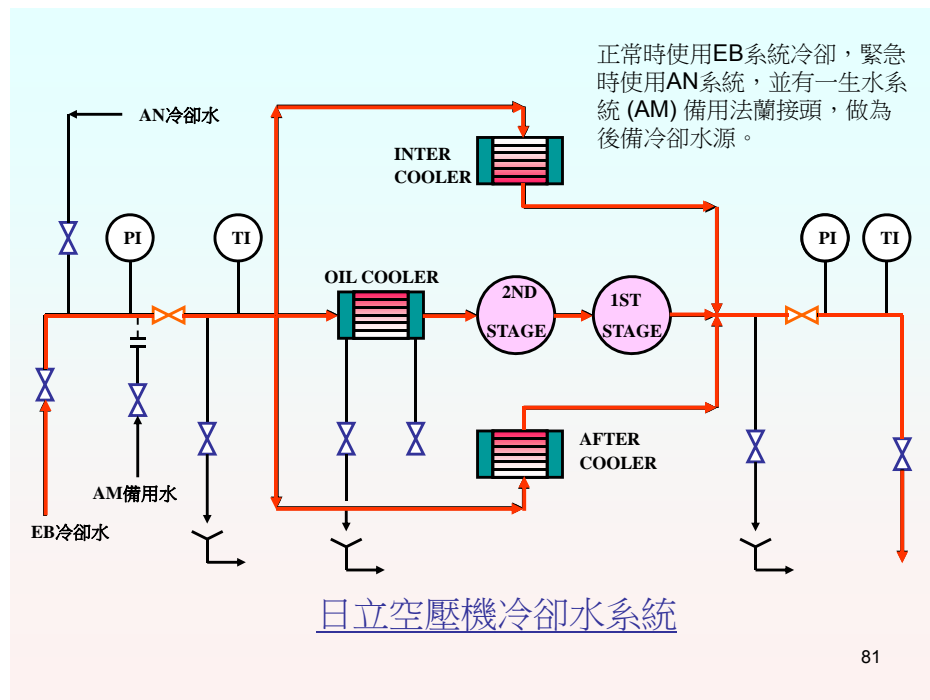 正常時使用EB系統冷卻，緊急
時使用AN系統，並有一生水系
統 (AM) 備用法蘭接頭，做為
後備冷卻水源。
AN冷卻水
INTER
COOLER
PI
TI
PI
TI
OIL COOLER
2ND
STAGE
1ST
STAGE
AFTER
COOLER
AM備用水
EB冷卻水
日立空壓機冷卻水系統
81